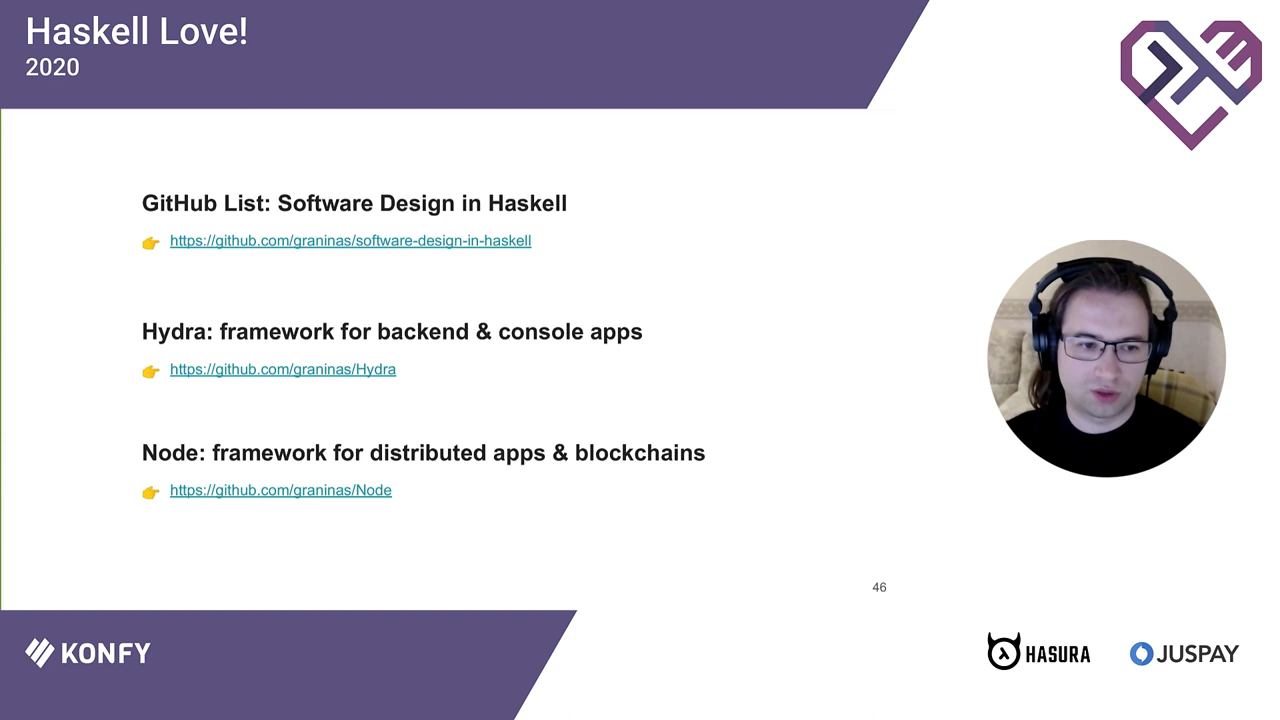 Haskell Love!
2020
GitHub List: Software Design in Haskell
https://github.com/graninas/software-design-in-haskell
Hydra: framework for backend & console apps
https://github.com/graninas/Hydra
Node: framework for distributed apps & blockchains
https://github.com/graninas/Node
46
KONFY
HASURA
JUSPAY